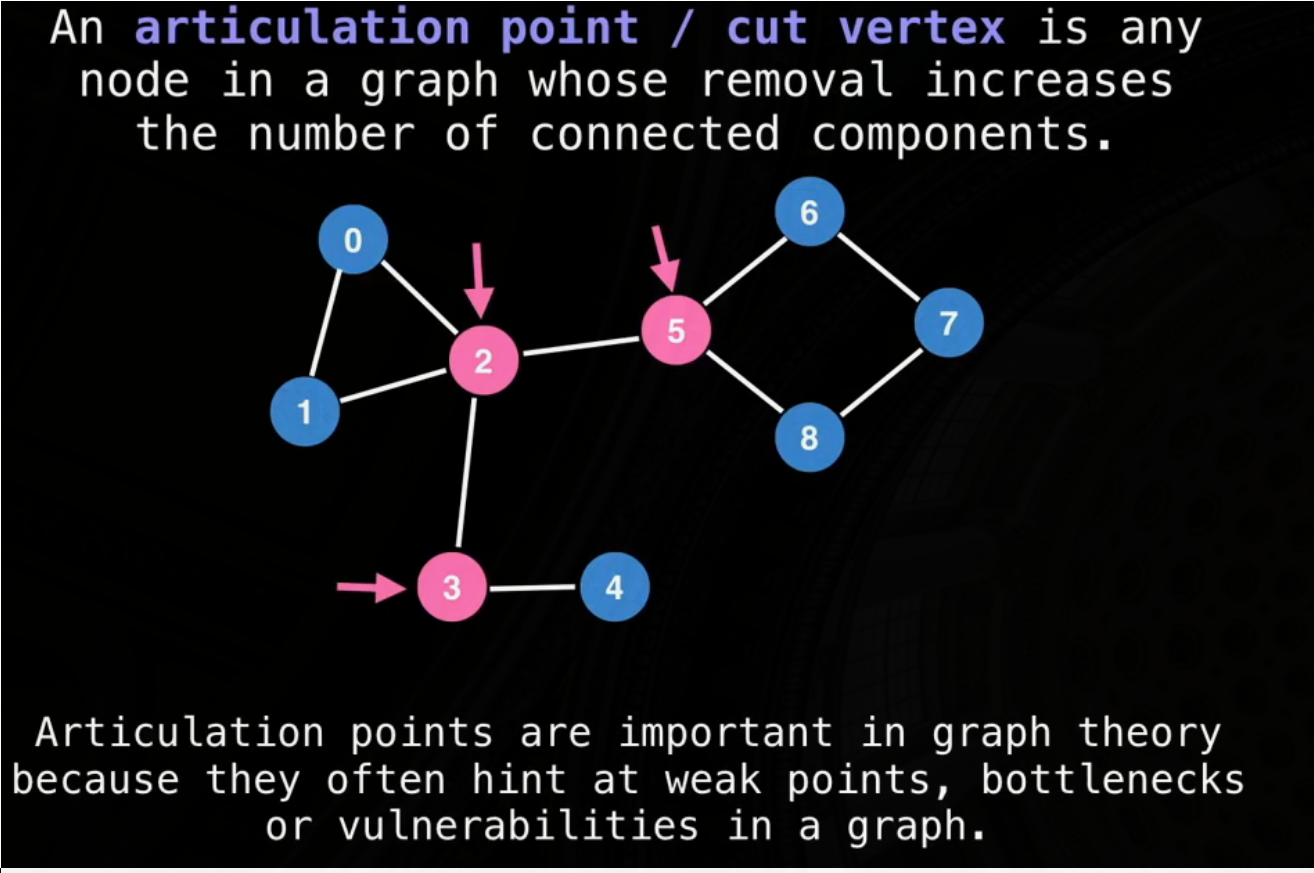 An articulation point / cut vertex is any
node in a graph whose removal increases
the number of connected components.
0
6
5
7
2
1
8
3
4
Articulation points are important in graph theory
because they often hint at weak points, bottlenecks
or vulnerabilities in a graph.